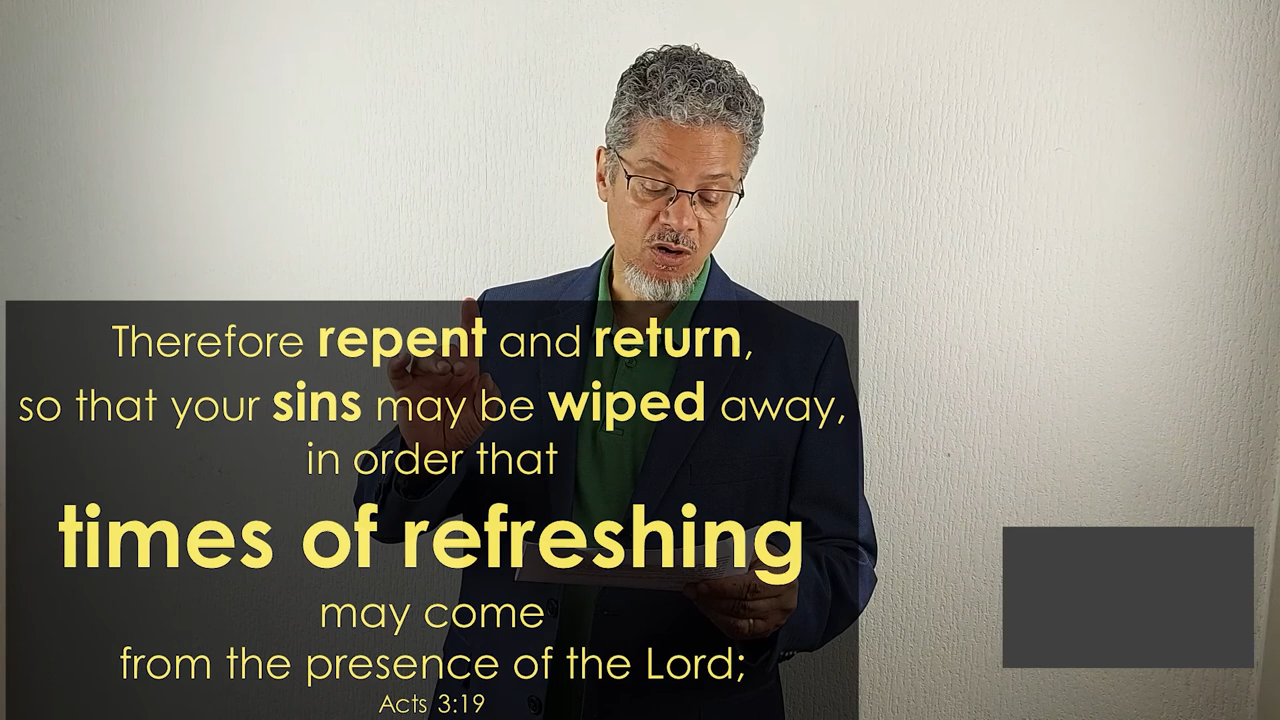 Therefore repent and return,
so that your sins may be wiped away,
in order that
times of refreshing
may come
from the presence of the Lord;
Acts 3:19